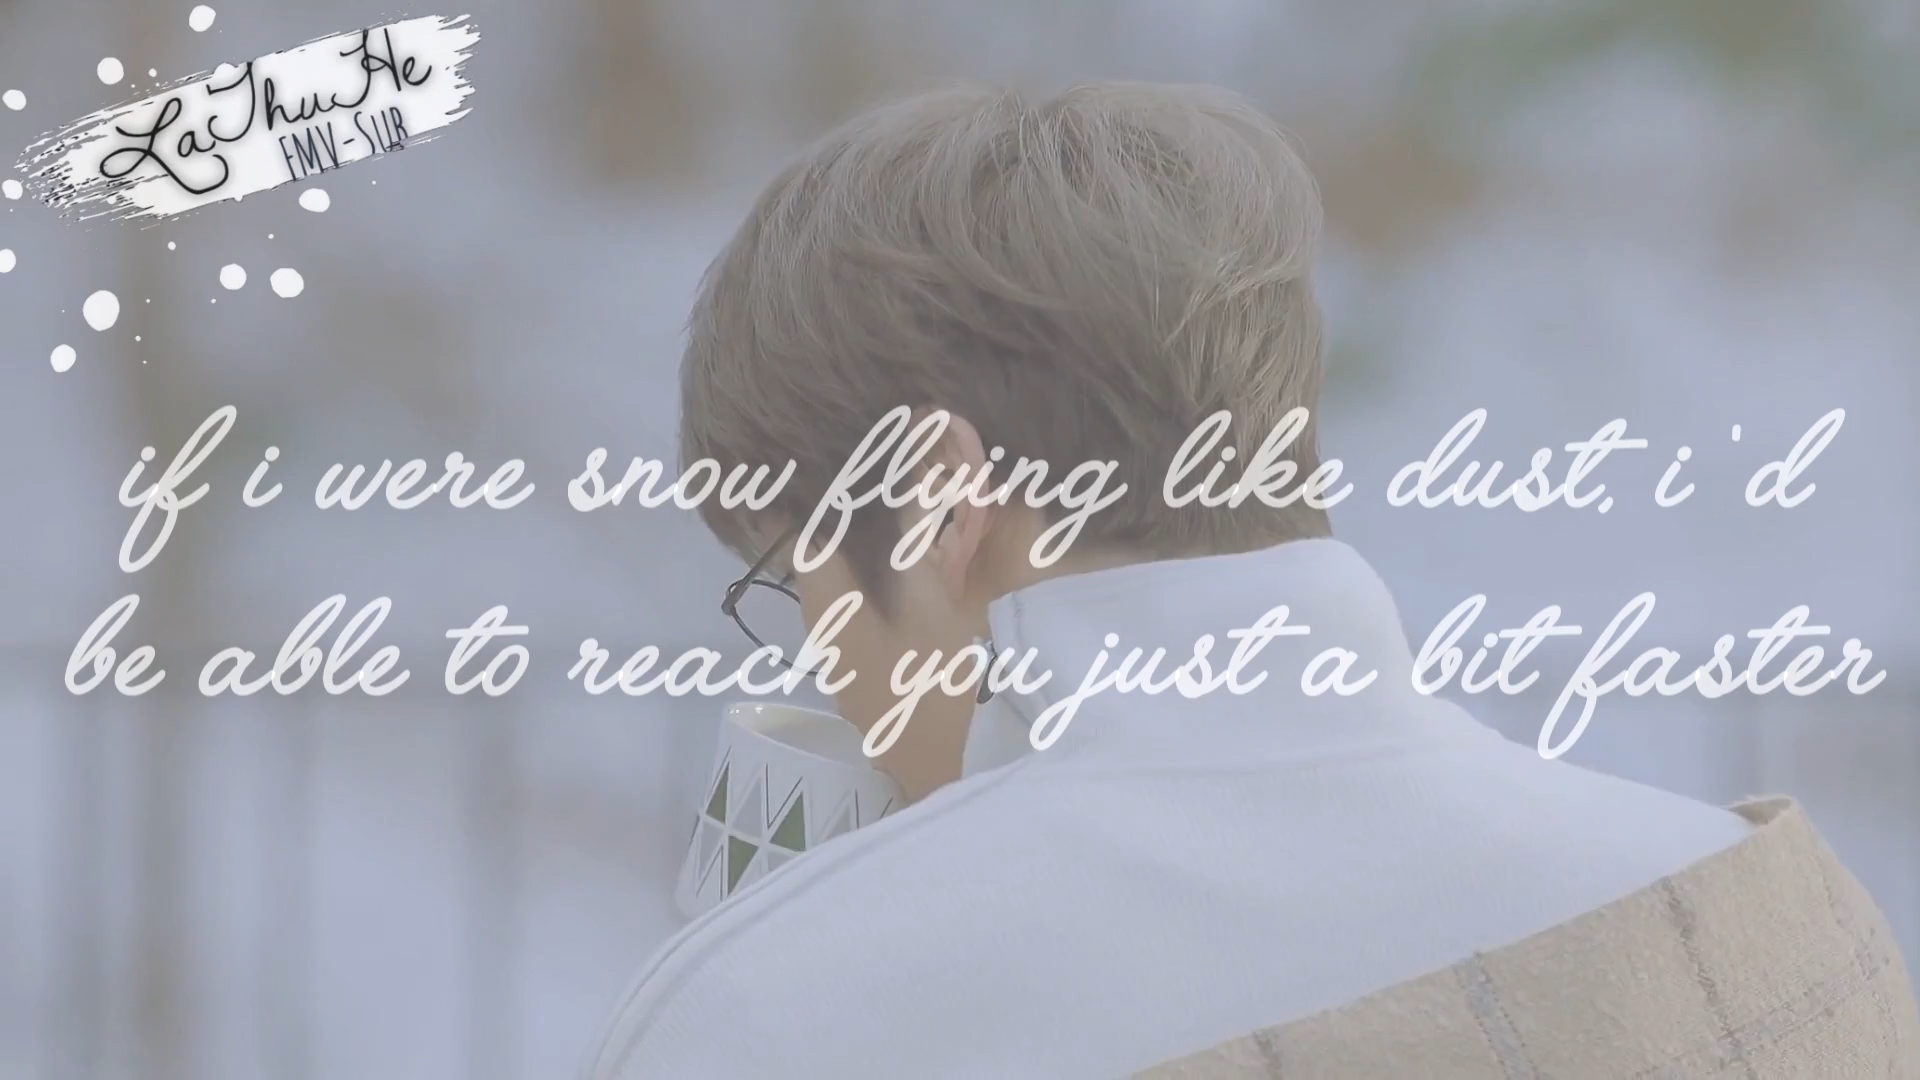 LaThuHe
FMV-SUB
if i were snow flying like dust, i'd
be able to reach you just a bit faster